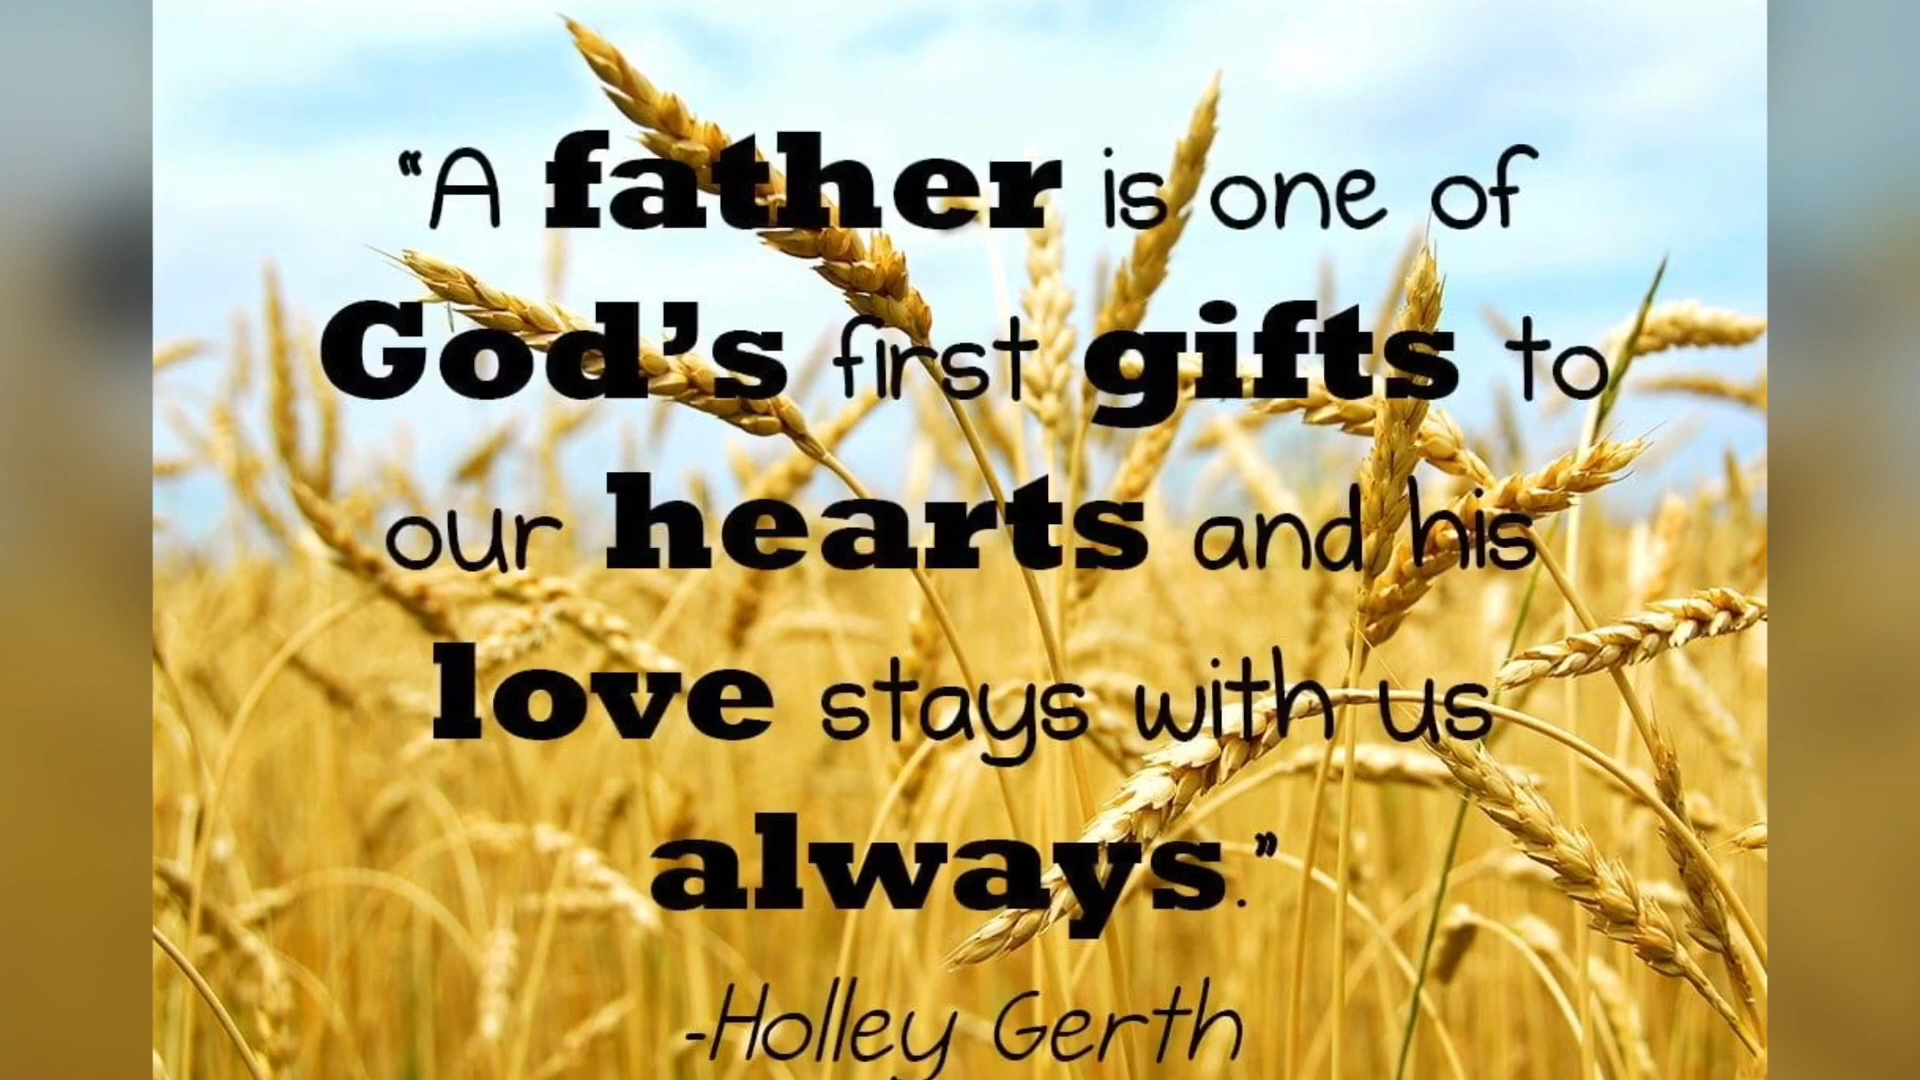 “A father is one of
God’s first gifts to
our hearts and his
love stays with us
always.”
-Holley Gerth